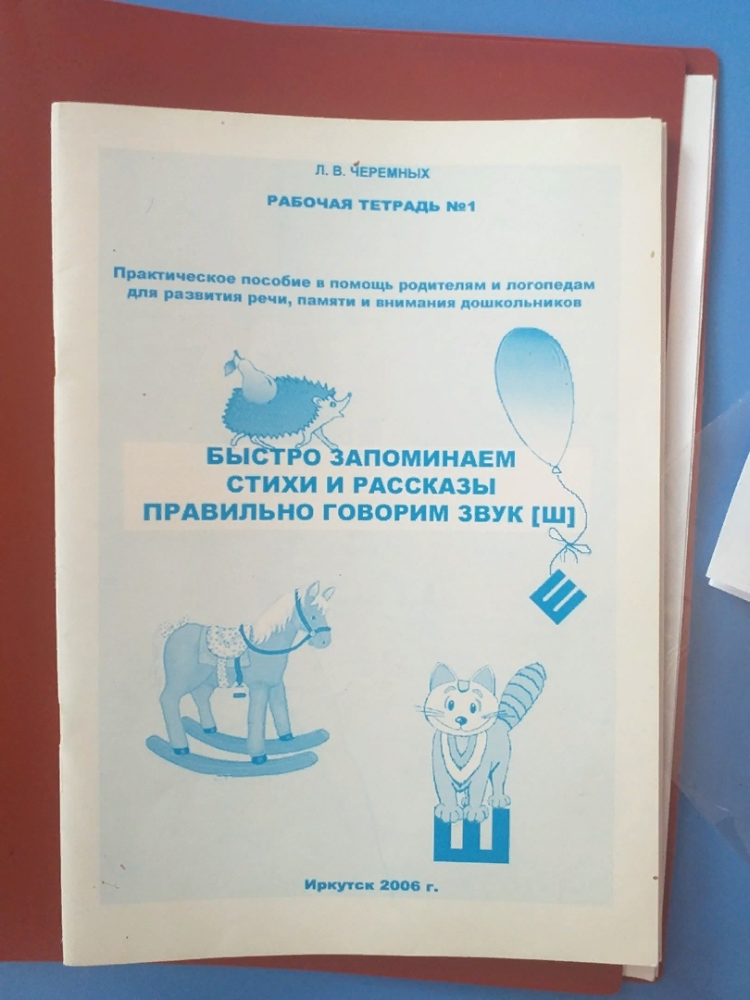 Л. В. ЧЕРЕМНЫХ
РАБОЧАЯ ТЕТРАДЬ №1
Практическое пособие в помощь родителям и логопедам
для развития речи, памяти и внимания дошкольников
БЫСТРО ЗАПОМИНАЕМ
СТИХИ И РАССКАЗЫ
ПРАВИЛЬНО ГОВОРИМ ЗВУК [Ш]
Ш
Ш
Иркутск 2006 г.